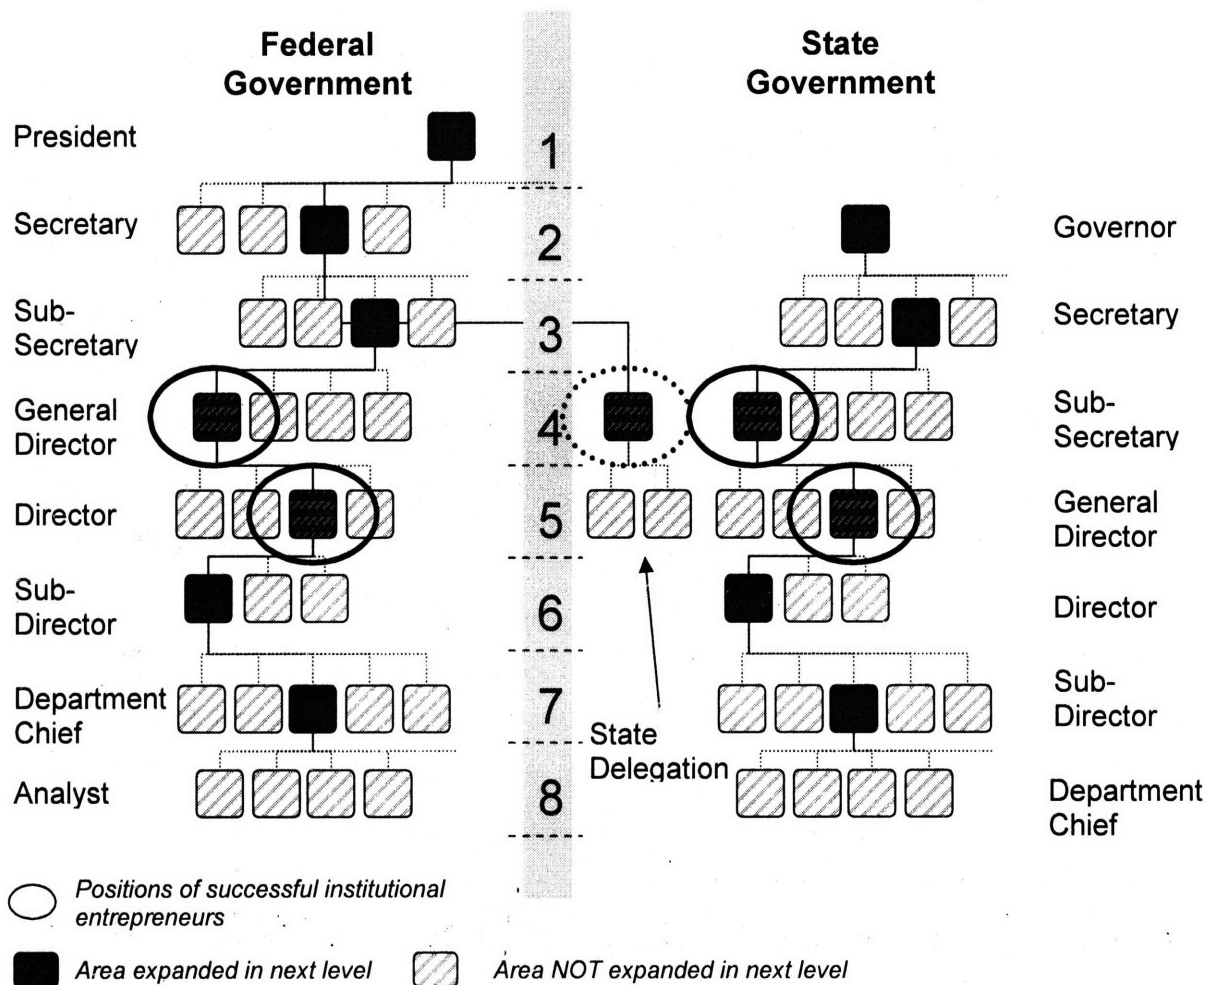 Federal
Government
State
Government
President
1
Secretary
2
Governor
Sub-
Secretary
3
Secretary
General
Director
4
Sub-
Secretary
Director
5
General
Director
Sub-
Director
6
Director
Department
Chief
7
Sub-
Director
State
Delegation
Analyst
8
Department
Chief
Positions of successful institutional
entrepreneurs
Area expanded in next level
Area NOT expanded in next level